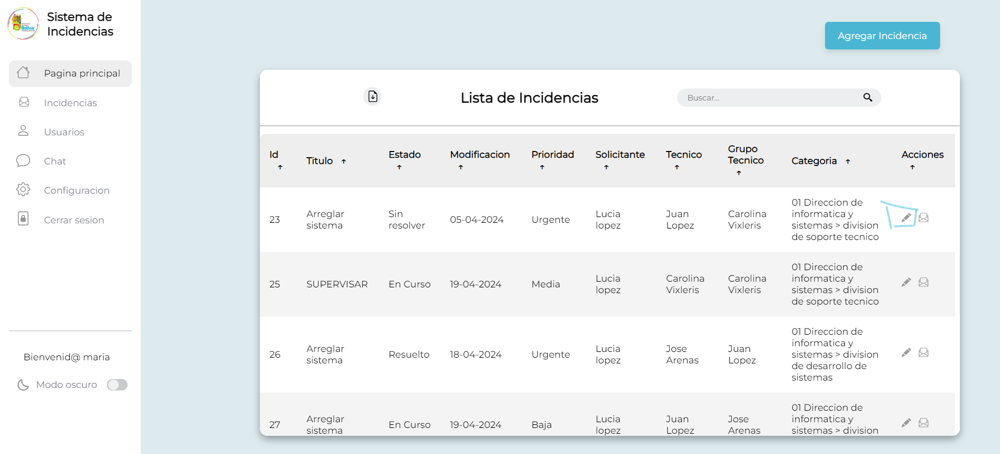 Sistema de
Incidencias
Bolívar
Pagina principal
Incidencias
Usuarios
Chat
Configuracion
Cerrar sesion
Bienvenid@ maria
Modo oscuro
Agregar Incidencia
Lista de Incidencias
Buscar...
Id ↑ Titulo ↑ Estado ↑ Modificacion ↑ Prioridad ↑ Solicitante ↑ Tecnico ↑ Grupo Tecnico ↑ Categoria ↑ Acciones ↑
23 Arreglar sistema Sin resolver 05-04-2024 Urgente Lucia lopez Juan Lopez Carolina Vixleris 01 Direccion de informatica y sistemas > division de soporte tecnico
25 SUPERVISAR En Curso 19-04-2024 Media Lucia lopez Carolina Vixleris Carolina Vixleris 01 Direccion de informatica y sistemas > division de soporte tecnico
26 Arreglar sistema Resuelto 18-04-2024 Urgente Lucia lopez Jose Arenas Juan Lopez 01 Direccion de informatica y sistemas > division de desarrollo de sistemas
27 Arreglar sistema En Curso 19-04-2024 Baja Lucia lopez Juan Lopez Jose Arenas 01 Direccion de informatica y sistemas > division